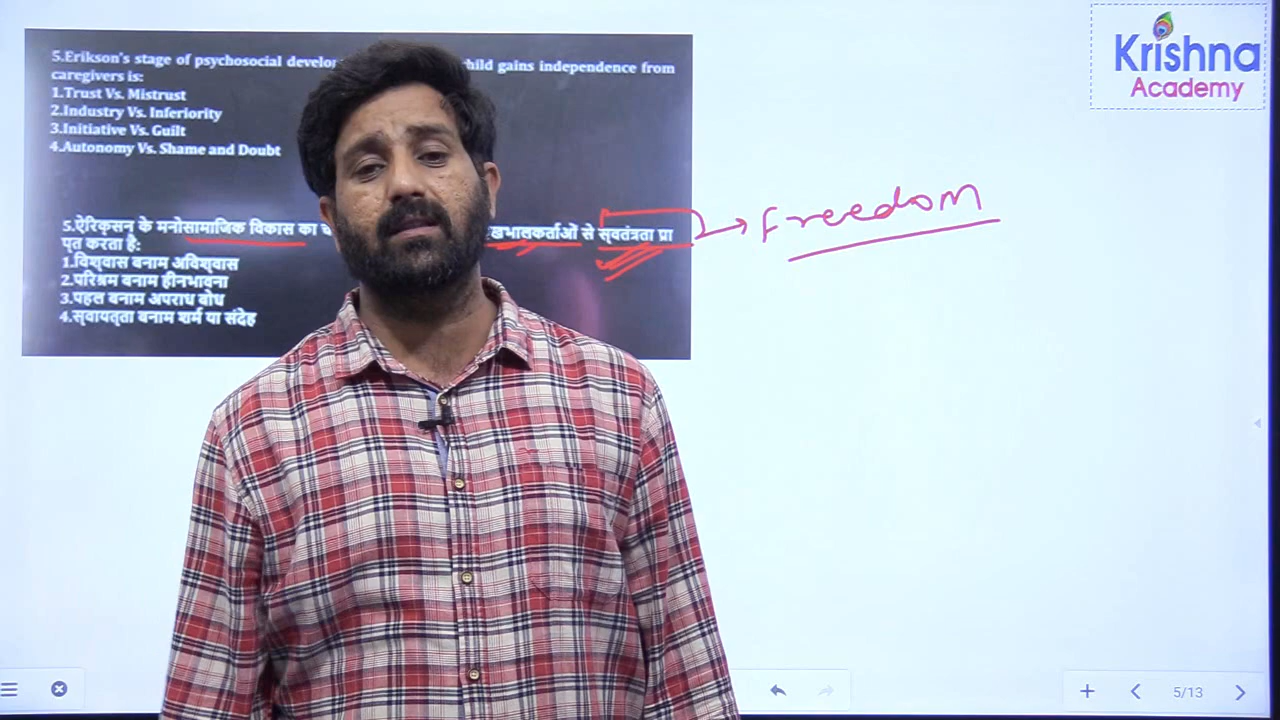 Krishna
Academy
5.Erikson's stage of psychosocial hild gains independence from
caregivers is:
1.Trust Vs. Mistrust
2.Industry Vs. Inferiority
3.Initiative Vs. Guilt
4.Autonomy Vs. Shame and Doubt
5.ऐरिक्सन के मनोसामाजिक विकास का खभालकर्ताओं से स्वतंत्रता प्रा
प्त करता है:
1.विश्वास बनाम अविश्वास
2.परिश्रम बनाम हीनभावना
3.पहल बनाम अपराध बोध
4.स्वायत्ता बनाम शर्म या संदेह
Freedom
5/13